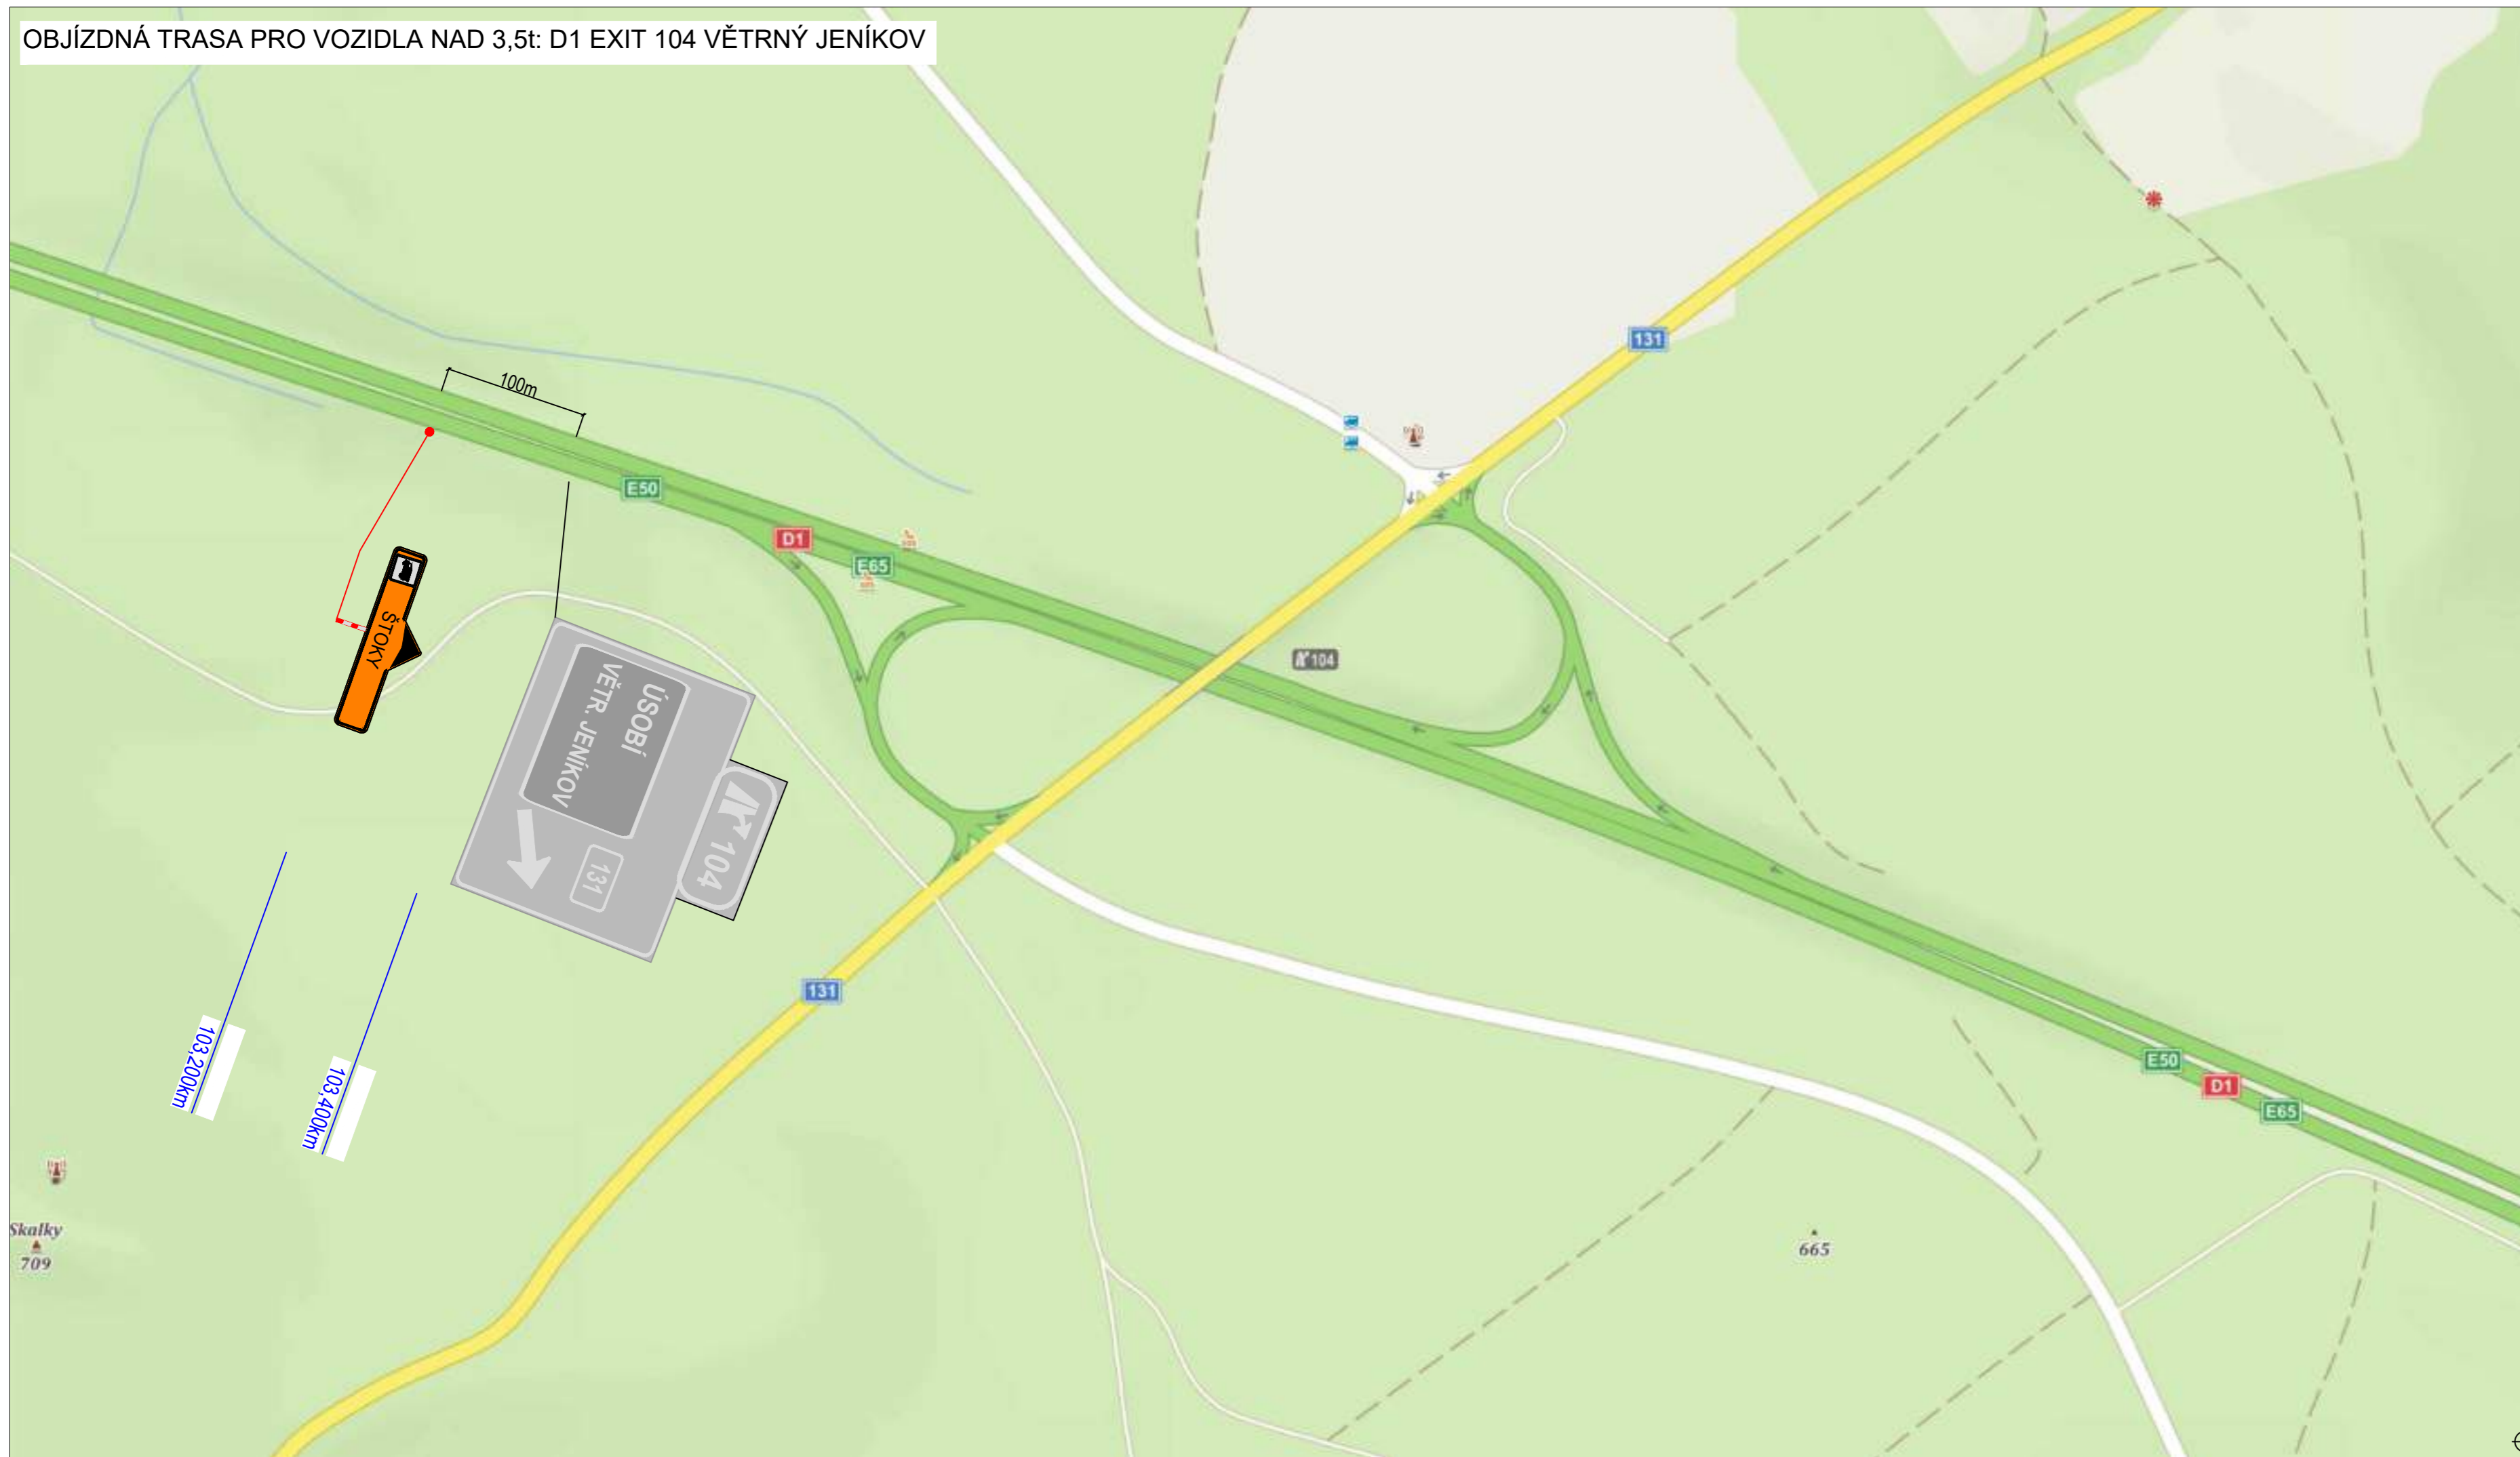 OBJÍZDNÁ TRASA PRO VOZIDLA NAD 3,5t: D1 EXIT 104 VĚTRNÝ JENÍKOV
131
100m
E50
D1
E65
ŠTOKY
104
ÚSOBÍ
VĚTR. JENÍKOV
131
104
131
103,200km
103,400km
E50
D1
E65
Skalky
709
665